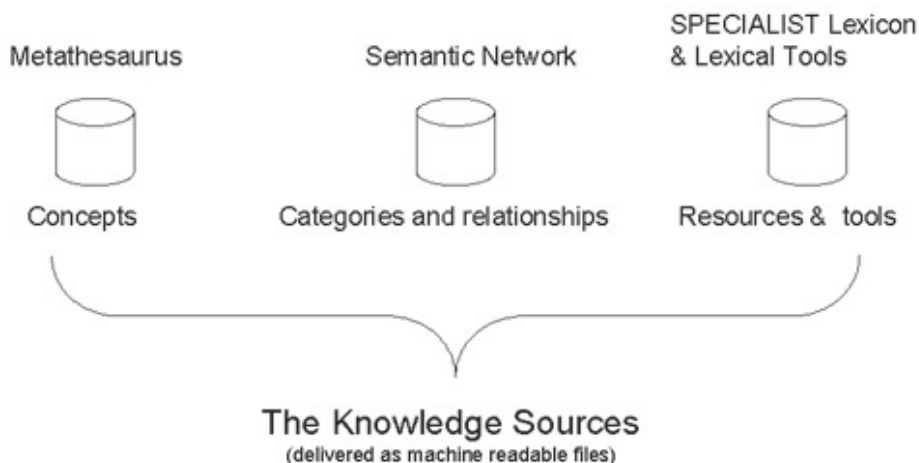 Metathesaurus
Semantic Network
SPECIALIST Lexicon
& Lexical Tools
Concepts
Categories and relationships
Resources & tools
The Knowledge Sources
(delivered as machine readable files)